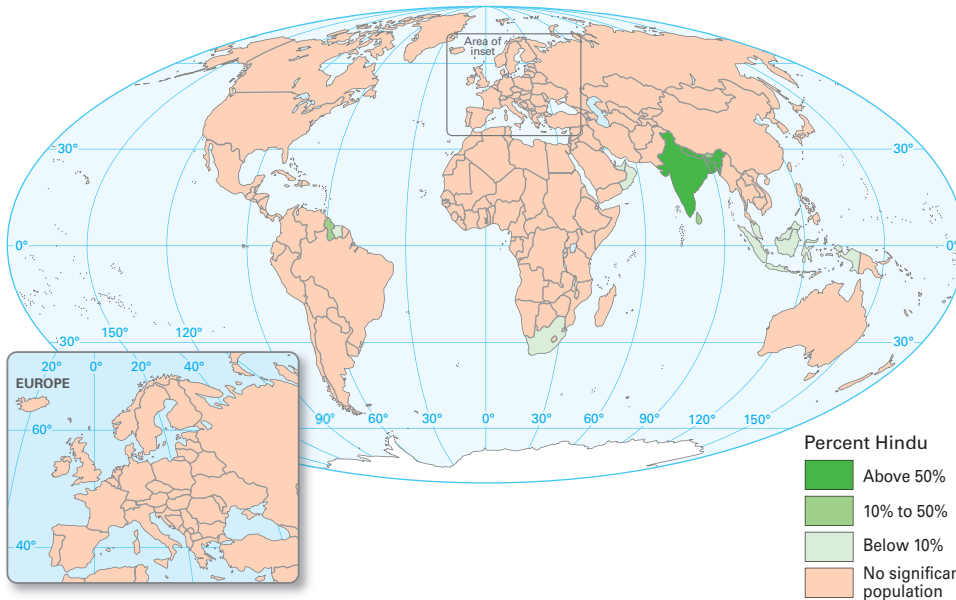 Area of
inset
30°
30°
0°
0°
30°
30°
150°
120°
90°
60°
30°
0°
30°
60°
90°
120°
150°
EUROPE
20°
0°
20°
40°
60°
40°
Percent Hindu
Above 50%
10% to 50%
Below 10%
No significan
population